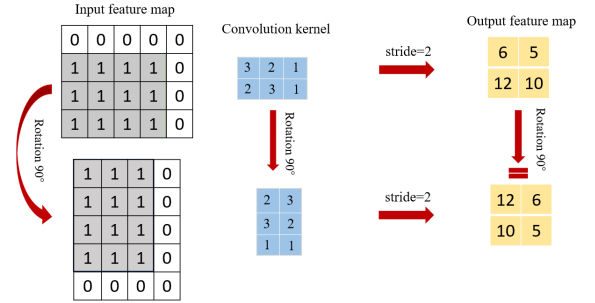 Input feature map
Convolution kernel
Output feature map
0 0 0 0 0
1 1 1 1 0
1 1 1 1 0
1 1 1 1 0
3 2 1
2 3 1
stride=2
6 5
12 10
Rotation 90°
Rotation 90°
Rotation 90°
1 1 1 0
1 1 1 0
1 1 1 0
1 1 1 0
0 0 0 0
2 3
3 2
1 1
stride=2
12 6
10 5